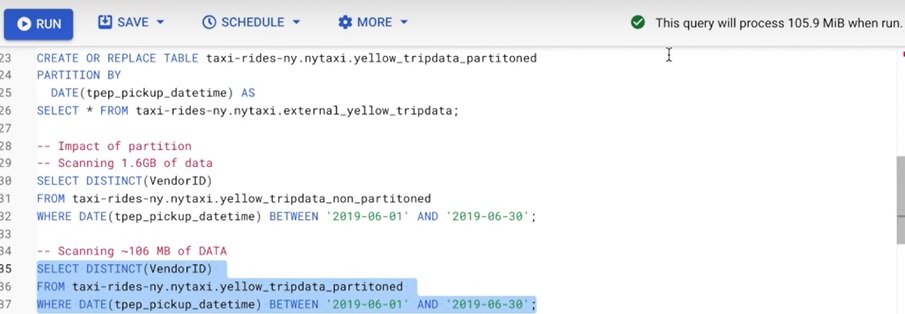 RUN SAVE SCHEDULE MORE This query will process 105.9 MiB when run.
23 CREATE OR REPLACE TABLE taxi-rides-ny.nytaxi.yellow_tripdata_partitoned
24 PARTITION BY
25 DATE(tpep_pickup_datetime) AS
26 SELECT * FROM taxi-rides-ny.nytaxi.external_yellow_tripdata;
27
28 -- Impact of partition
29 -- Scanning 1.6GB of data
30 SELECT DISTINCT(VendorID)
31 FROM taxi-rides-ny.nytaxi.yellow_tripdata_non_partitoned
32 WHERE DATE(tpep_pickup_datetime) BETWEEN '2019-06-01' AND '2019-06-30';
33
34 -- Scanning ~106 MB of DATA
35 SELECT DISTINCT(VendorID)
36 FROM taxi-rides-ny.nytaxi.yellow_tripdata_partitoned
37 WHERE DATE(tpep_pickup_datetime) BETWEEN '2019-06-01' AND '2019-06-30';